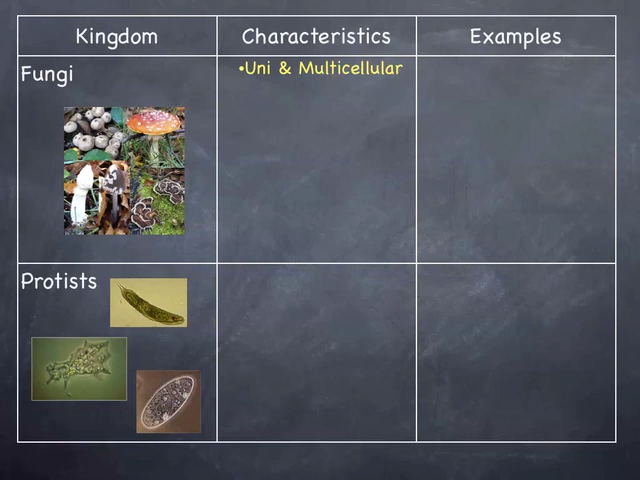 Kingdom Characteristics Examples
Fungi
•Uni & Multicellular
Protists